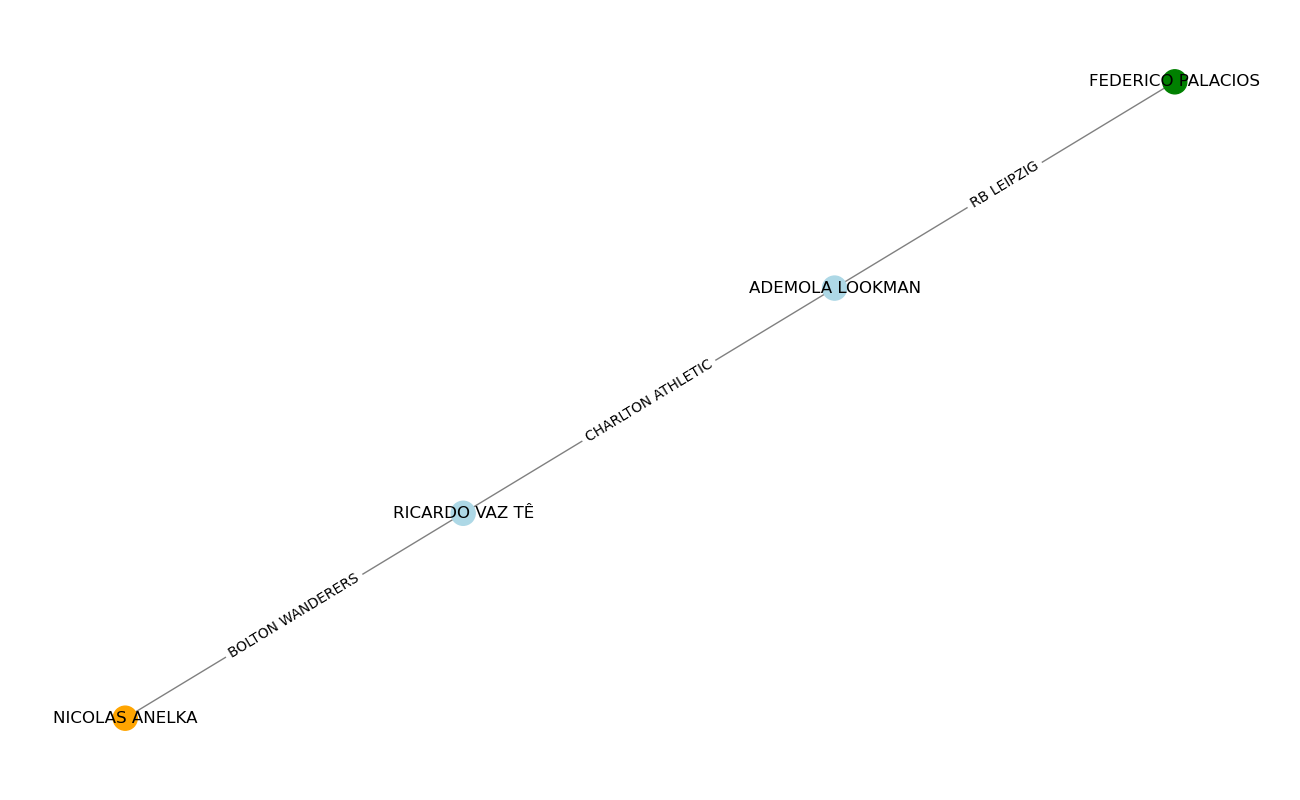 FEDERICO PALACIOS
RB LEIPZIG
ADEMOLA LOOKMAN
CHARLTON ATHLETIC
RICARDO VAZ TÊ
BOLTON WANDERERS
NICOLAS ANELKA